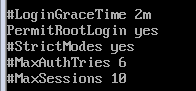 #LoginGraceTime 2m
PermitRootLogin yes
#StrictModes yes
#MaxAuthTries 6
#MaxSessions 10